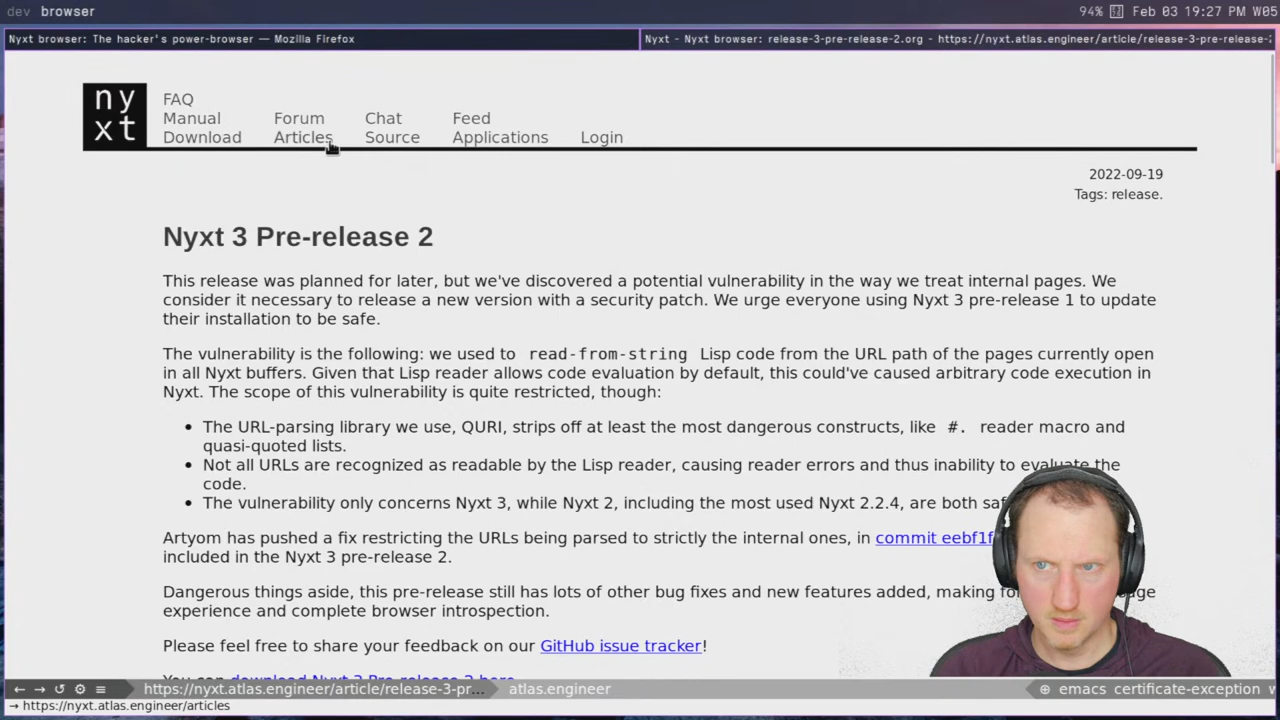 dev browser
94% Feb 03 19:27 PM W05
Nyxt browser: The hacker's power-browser — Mozilla Firefox
Nyxt - Nyxt browser: release-3-pre-release-2.org - https://nyxt.atlas.engineer/article/release-3-pre-release-2
ny
xt
FAQ
Manual Forum Chat Feed
Download Articles Source Applications Login
2022-09-19
Tags: release.
Nyxt 3 Pre-release 2
This release was planned for later, but we've discovered a potential vulnerability in the way we treat internal pages. We
consider it necessary to release a new version with a security patch. We urge everyone using Nyxt 3 pre-release 1 to update
their installation to be safe.
The vulnerability is the following: we used to read-from-string Lisp code from the URL path of the pages currently open
in all Nyxt buffers. Given that Lisp reader allows code evaluation by default, this could've caused arbitrary code execution in
Nyxt. The scope of this vulnerability is quite restricted, though:
• The URL-parsing library we use, QURI, strips off at least the most dangerous constructs, like #. reader macro and
quasi-quoted lists.
• Not all URLs are recognized as readable by the Lisp reader, causing reader errors and thus inability to evaluate the
code.
• The vulnerability only concerns Nyxt 3, while Nyxt 2, including the most used Nyxt 2.2.4, are both saf
Artyom has pushed a fix restricting the URLs being parsed to strictly the internal ones, in commit eebf1f
included in the Nyxt 3 pre-release 2.
Dangerous things aside, this pre-release still has lots of other bug fixes and new features added, making fo
experience and complete browser introspection.
Please feel free to share your feedback on our GitHub issue tracker!
You can download Nyxt 3 Pre-release 2 here
← → ↺ ⚙ ≡ https://nyxt.atlas.engineer/article/release-3-pr... atlas.engineer ⊕ emacs certificate-exception w
→ https://nyxt.atlas.engineer/articles